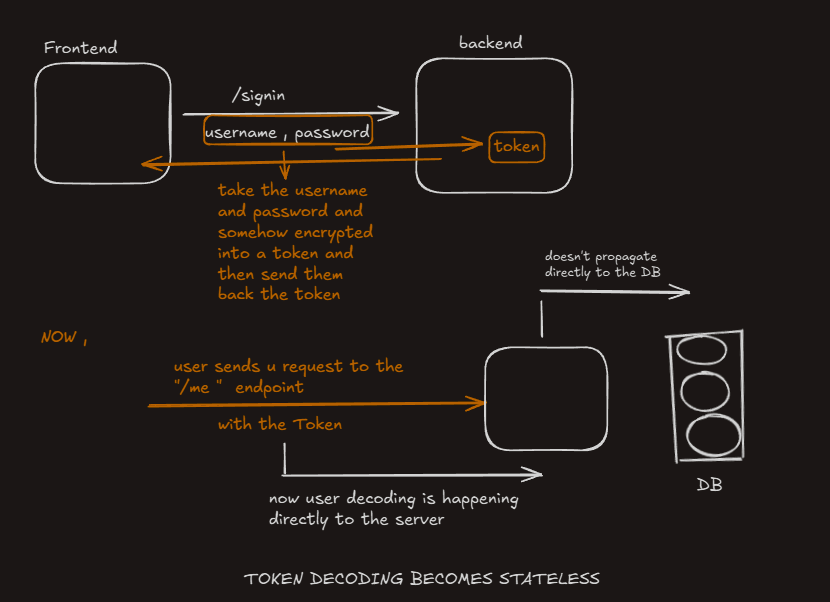 Frontend
backend
/signin
username , password
token
take the username
and password and
somehow encrypted
into a token and
then send them
back the token
doesn't propagate
directly to the DB
NOW ,
user sends u request to the
"/me " endpoint
with the Token
DB
now user decoding is happening
directly to the server
TOKEN DECODING BECOMES STATELESS